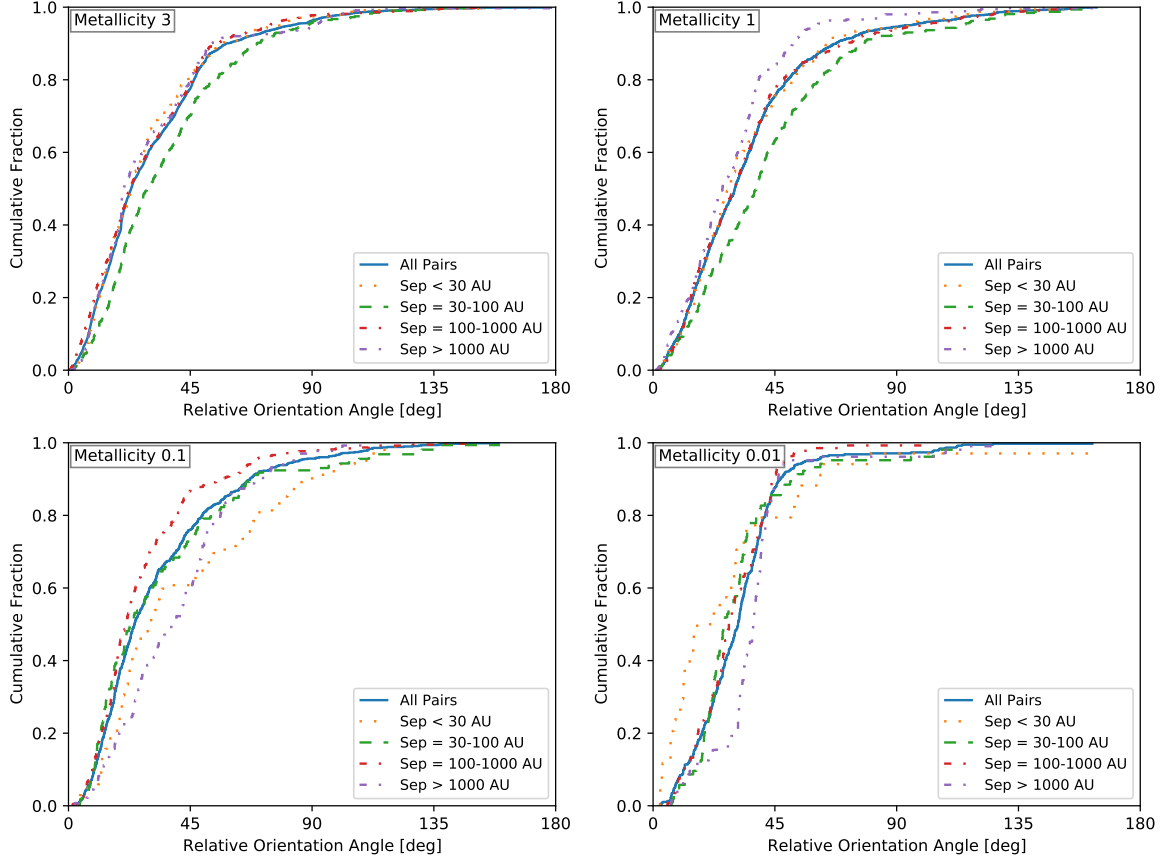 Metallicity 3
1.0
0.8
0.6
0.4
0.2
0.0
Cumulative Fraction
All Pairs
Sep < 30 AU
Sep = 30-100 AU
Sep = 100-1000 AU
Sep > 1000 AU
0 45 90 135 180
Relative Orientation Angle [deg]
Metallicity 1
1.0
0.8
0.6
0.4
0.2
0.0
Cumulative Fraction
All Pairs
Sep < 30 AU
Sep = 30-100 AU
Sep = 100-1000 AU
Sep > 1000 AU
0 45 90 135 180
Relative Orientation Angle [deg]
Metallicity 0.1
1.0
0.8
0.6
0.4
0.2
0.0
Cumulative Fraction
All Pairs
Sep < 30 AU
Sep = 30-100 AU
Sep = 100-1000 AU
Sep > 1000 AU
0 45 90 135 180
Relative Orientation Angle [deg]
Metallicity 0.01
1.0
0.8
0.6
0.4
0.2
0.0
Cumulative Fraction
All Pairs
Sep < 30 AU
Sep = 30-100 AU
Sep = 100-1000 AU
Sep > 1000 AU
0 45 90 135 180
Relative Orientation Angle [deg]